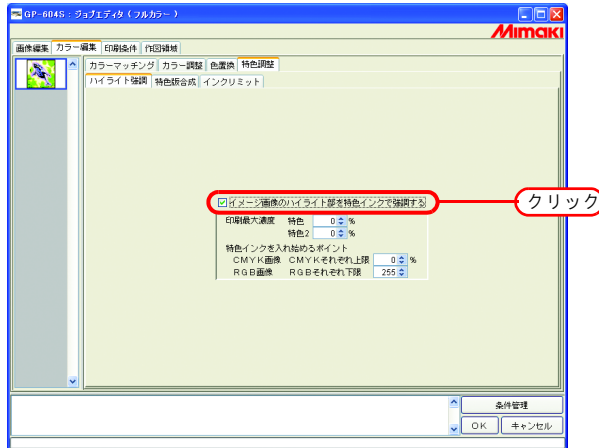 GP-604S : ジョブエディタ ( フルカラー )
Mimaki
画像編集 カラー編集 印刷条件 作図領域
カラーマッチング カラー調整 色置換 特色調整
ハイライト強調 特色版合成 インクリミット
イメージ画像のハイライト部を特色インクで強調する
クリック
印刷最大濃度 特色 0 %
特色2 0 %
特色インクを入れ始めるポイント
CMYK画像 CMYKそれぞれ上限 0 %
RGB画像 RGBそれぞれ下限 255
条件管理
OK キャンセル